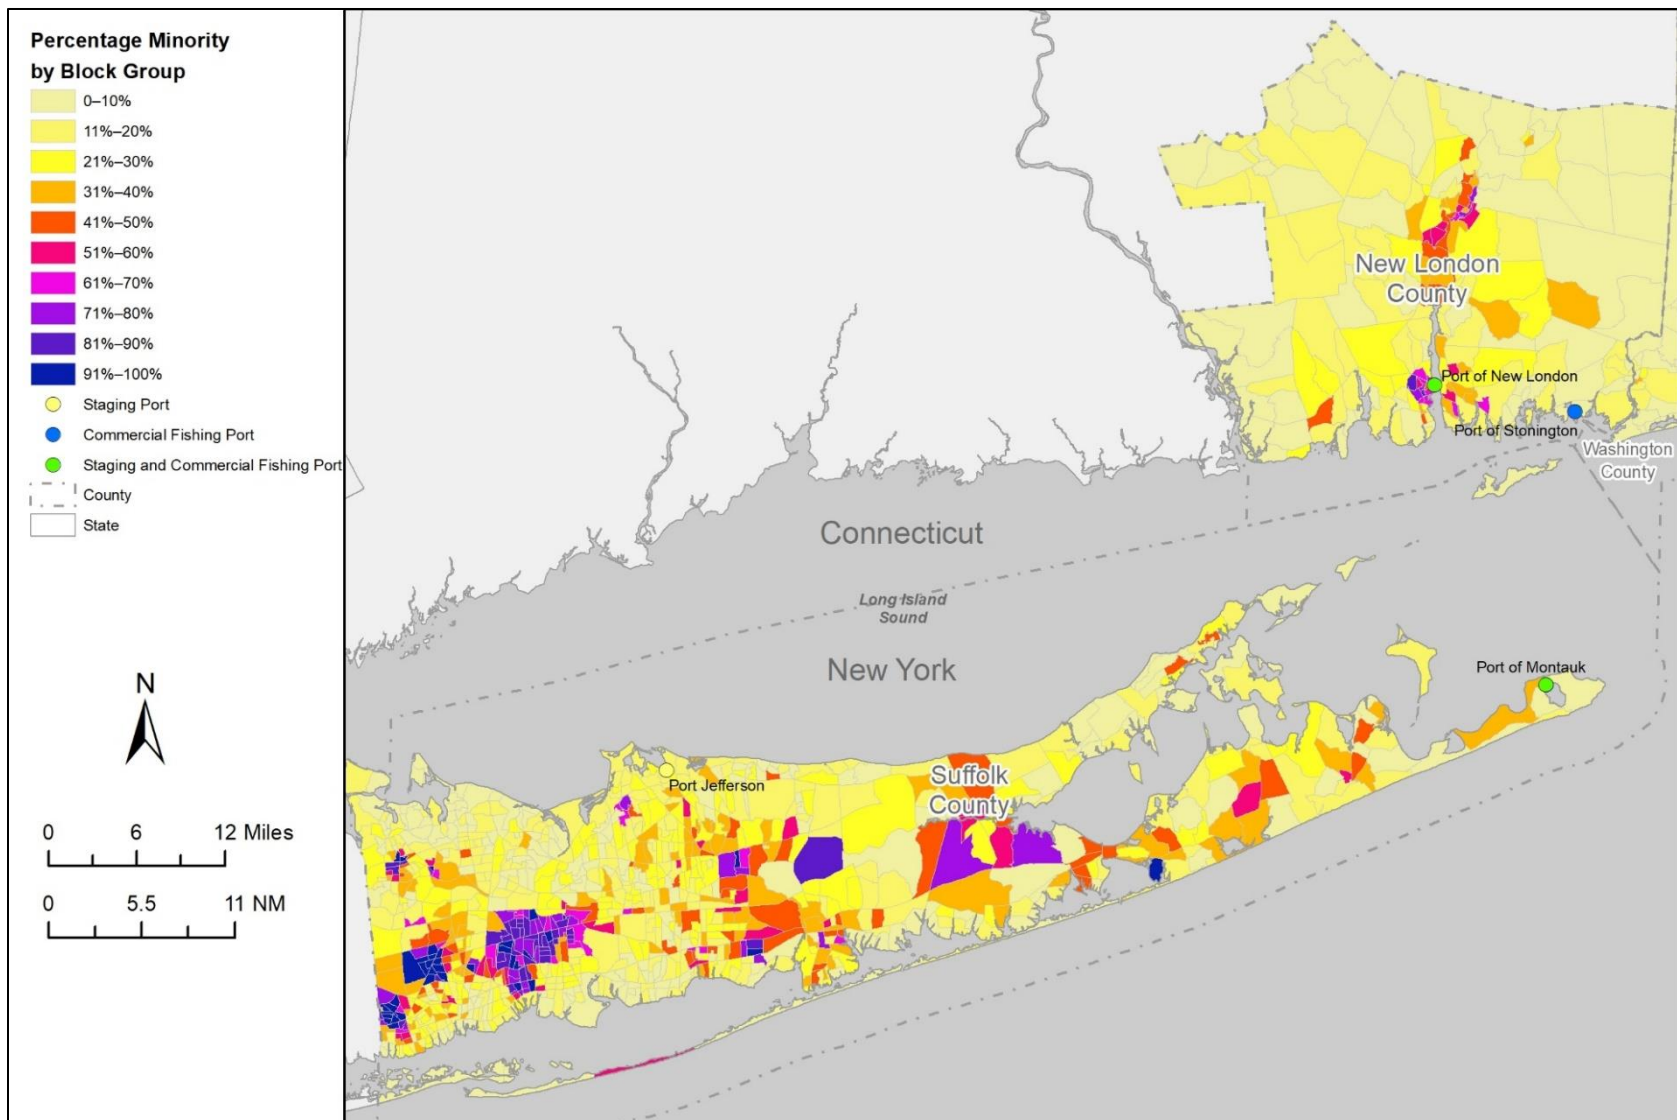 Percentage Minority
by Block Group
0–10%
11%–20%
21%–30%
31%–40%
41%–50%
51%–60%
61%–70%
71%–80%
81%–90%
91%–100%
Staging Port
Commercial Fishing Port
Staging and Commercial Fishing Port
County
State
N
0 6 12 Miles
0 5.5 11 NM
New London
County
Port of New London
Port of Stonington
Washington
County
Connecticut
Long Island
Sound
New York
Port of Montauk
Suffolk
County
Port Jefferson